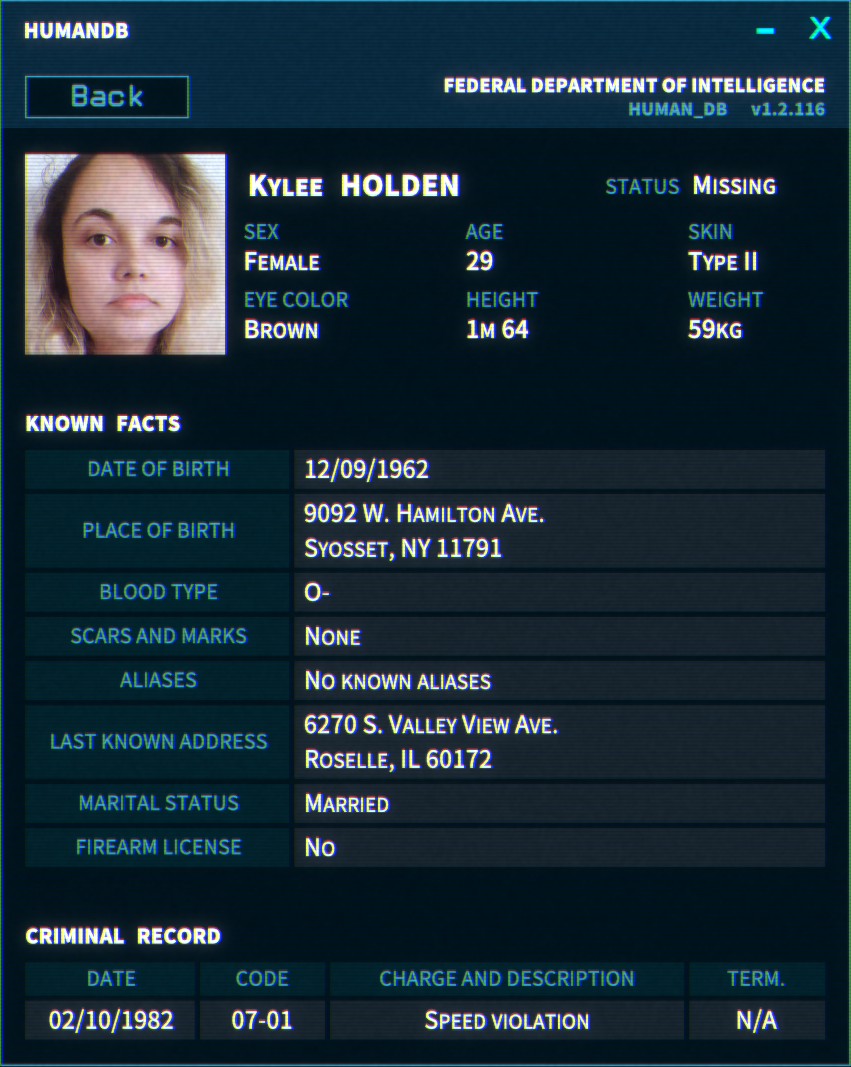 HUMANDB
– X
Back
FEDERAL DEPARTMENT OF INTELLIGENCE
HUMAN_DB v1.2.116
Kylee HOLDEN
STATUS Missing
SEX AGE SKIN
Female 29 Type II
EYE COLOR HEIGHT WEIGHT
Brown 1m 64 59kg
KNOWN FACTS
DATE OF BIRTH 12/09/1962
PLACE OF BIRTH 9092 W. Hamilton Ave.
Syosset, NY 11791
BLOOD TYPE O-
SCARS AND MARKS None
ALIASES No known aliases
LAST KNOWN ADDRESS 6270 S. Valley View Ave.
Roselle, IL 60172
MARITAL STATUS Married
FIREARM LICENSE No
CRIMINAL RECORD
DATE CODE CHARGE AND DESCRIPTION TERM.
02/10/1982 07-01 Speed violation N/A